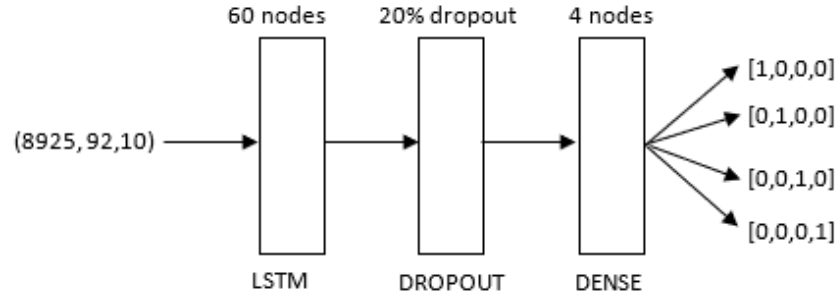 60 nodes 20% dropout 4 nodes
[1,0,0,0]
[0,1,0,0]
(8925, 92,10)
[0,0,1,0]
[0,0,0,1]
LSTM DROPOUT DENSE